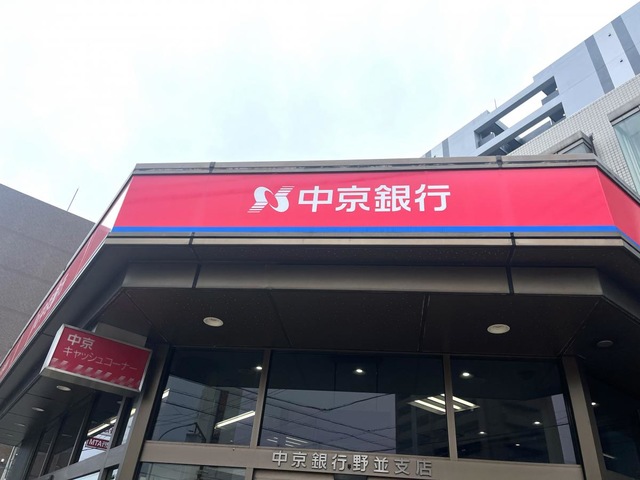 中京銀行
中京
キャッシュコーナー
中京銀行野並支店